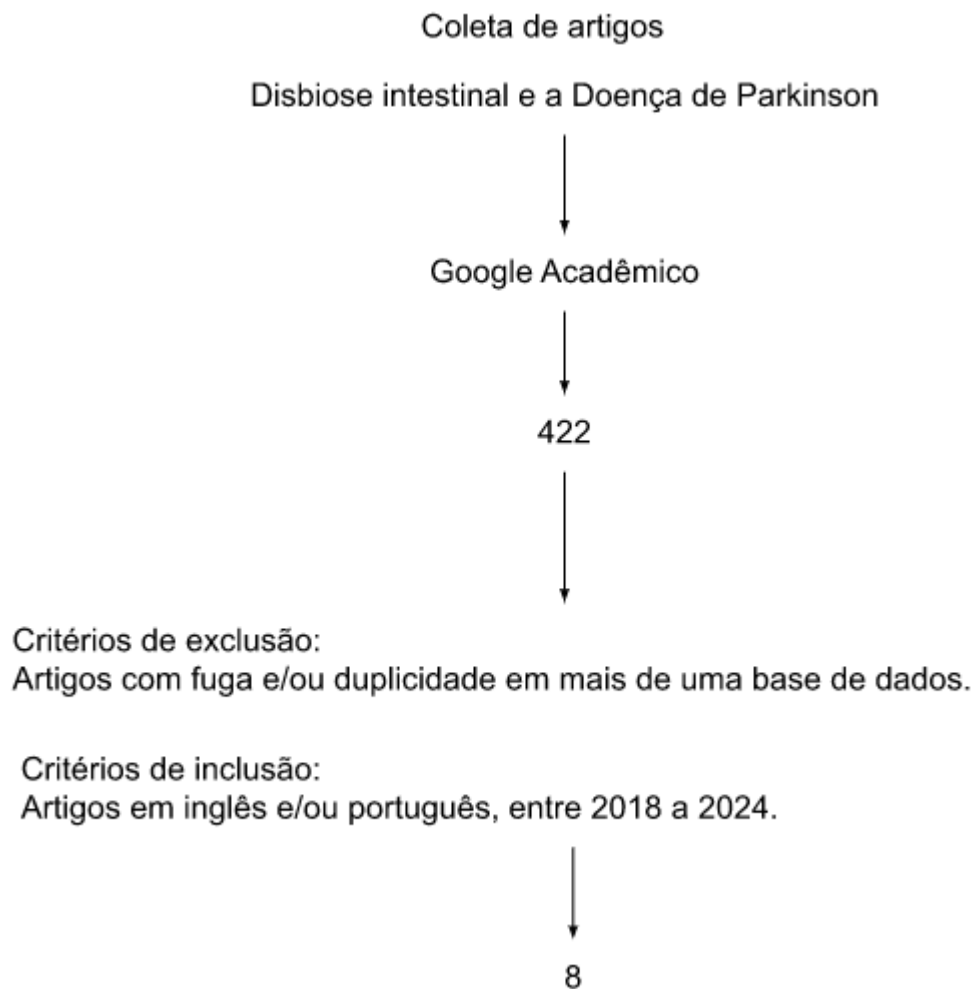 Coleta de artigos
Disbiose intestinal e a Doença de Parkinson
Google Acadêmico
422
Critérios de exclusão:
Artigos com fuga e/ou duplicidade em mais de uma base de dados.
Critérios de inclusão:
Artigos em inglês e/ou português, entre 2018 a 2024.
8